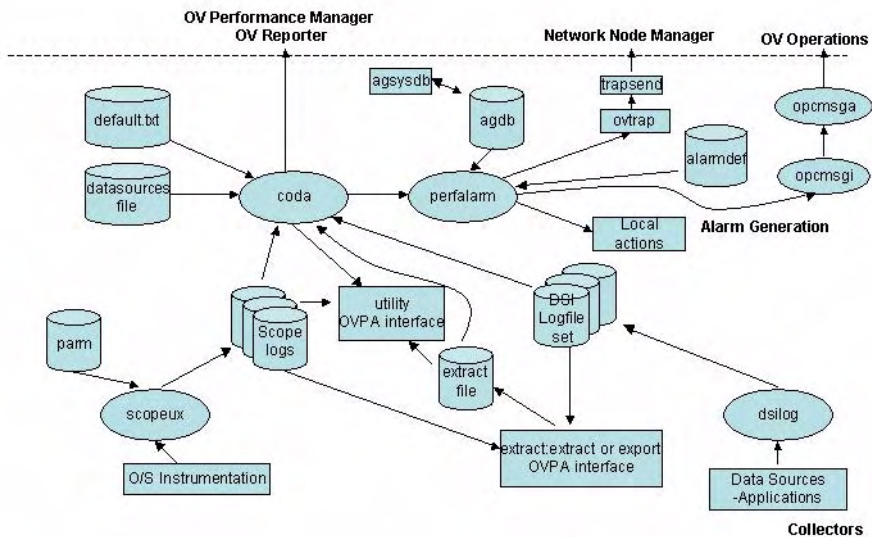 OV Performance Manager
OV Reporter
Network Node Manager
OV Operations
agsysdb
trapsend
opcmsga
default.txt
agdb
ovtrap
alarmdef
datasources
file
coda
perfalarm
opcmsgi
Local
actions
Alarm Generation
utility
OVPA interface
DSI
Logfile
set
Scope
logs
parm
extract
file
scopeux
dsilog
extract:extract or export
OVPA interface
O/S Instrumentation
Data Sources
-Applications
Collectors